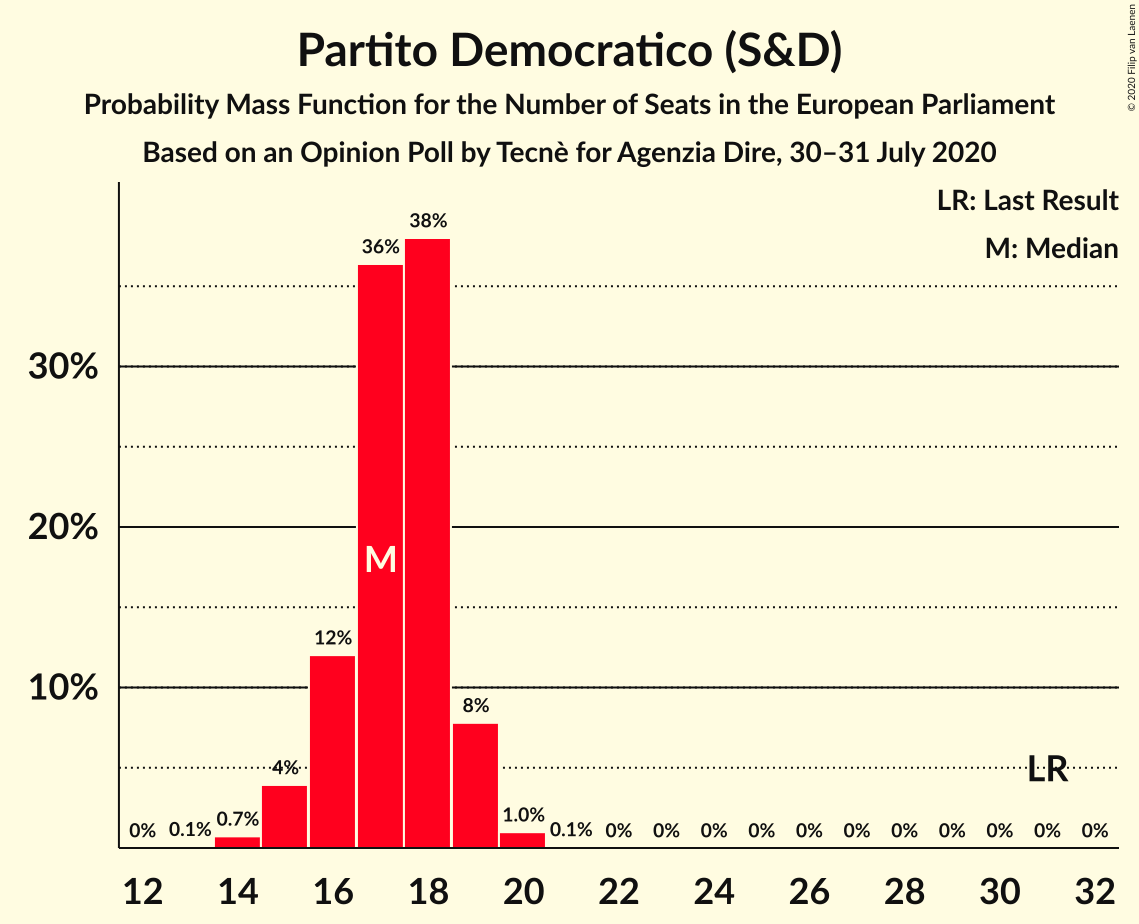 Partito Democratico (S&D)
Probability Mass Function for the Number of Seats in the European Parliament
Based on an Opinion Poll by Tecnè for Agenzia Dire, 30–31 July 2020
© 2020 Filip van Laenen
LR: Last Result
M: Median
38%
36%
30%
20%
M
12%
10%
8%
4%
LR
0% 0.1% 0.7% 1.0% 0.1% 0% 0% 0% 0% 0% 0% 0% 0% 0% 0% 0%
12 14 16 18 20 22 24 26 28 30 32